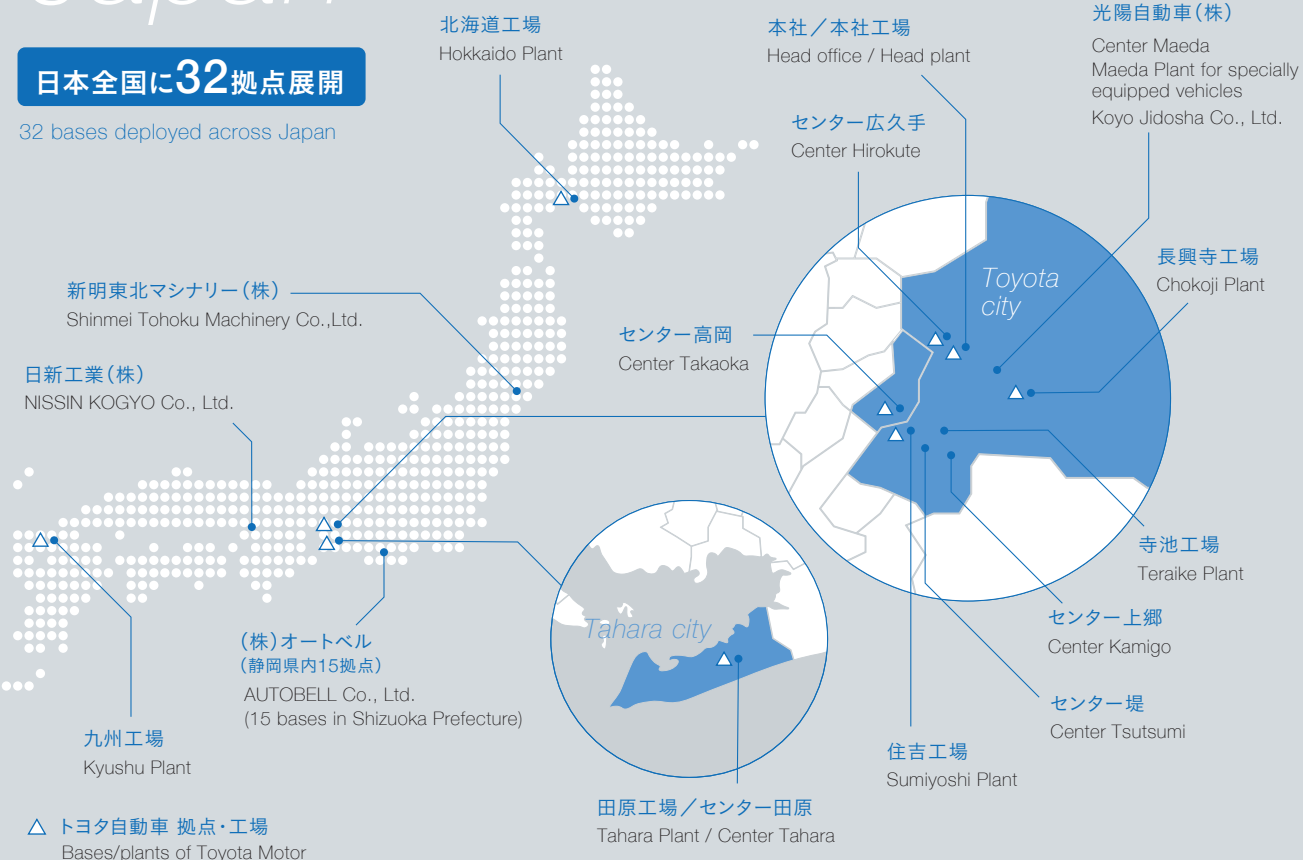 日本全国に32拠点展開
32 bases deployed across Japan
北海道工場
Hokkaido Plant
本社／本社工場
Head office / Head plant
光陽自動車（株）
Center Maeda
Maeda Plant for specially
equipped vehicles
Koyo Jidosha Co., Ltd.
センター広久手
Center Hirokute
長興寺工場
Chokoji Plant
Toyota
city
新明東北マシナリー（株）
Shinmei Tohoku Machinery Co.,Ltd.
センター高岡
Center Takaoka
日新工業（株）
NISSIN KOGYO Co., Ltd.
寺池工場
Teraike Plant
センター上郷
Center Kamigo
センター堤
Center Tsutsumi
住吉工場
Sumiyoshi Plant
Tahara city
（株）オートベル
（静岡県内15拠点）
AUTOBELL Co., Ltd.
(15 bases in Shizuoka Prefecture)
九州工場
Kyushu Plant
田原工場／センター田原
Tahara Plant / Center Tahara
トヨタ自動車 拠点・工場
Bases/plants of Toyota Motor